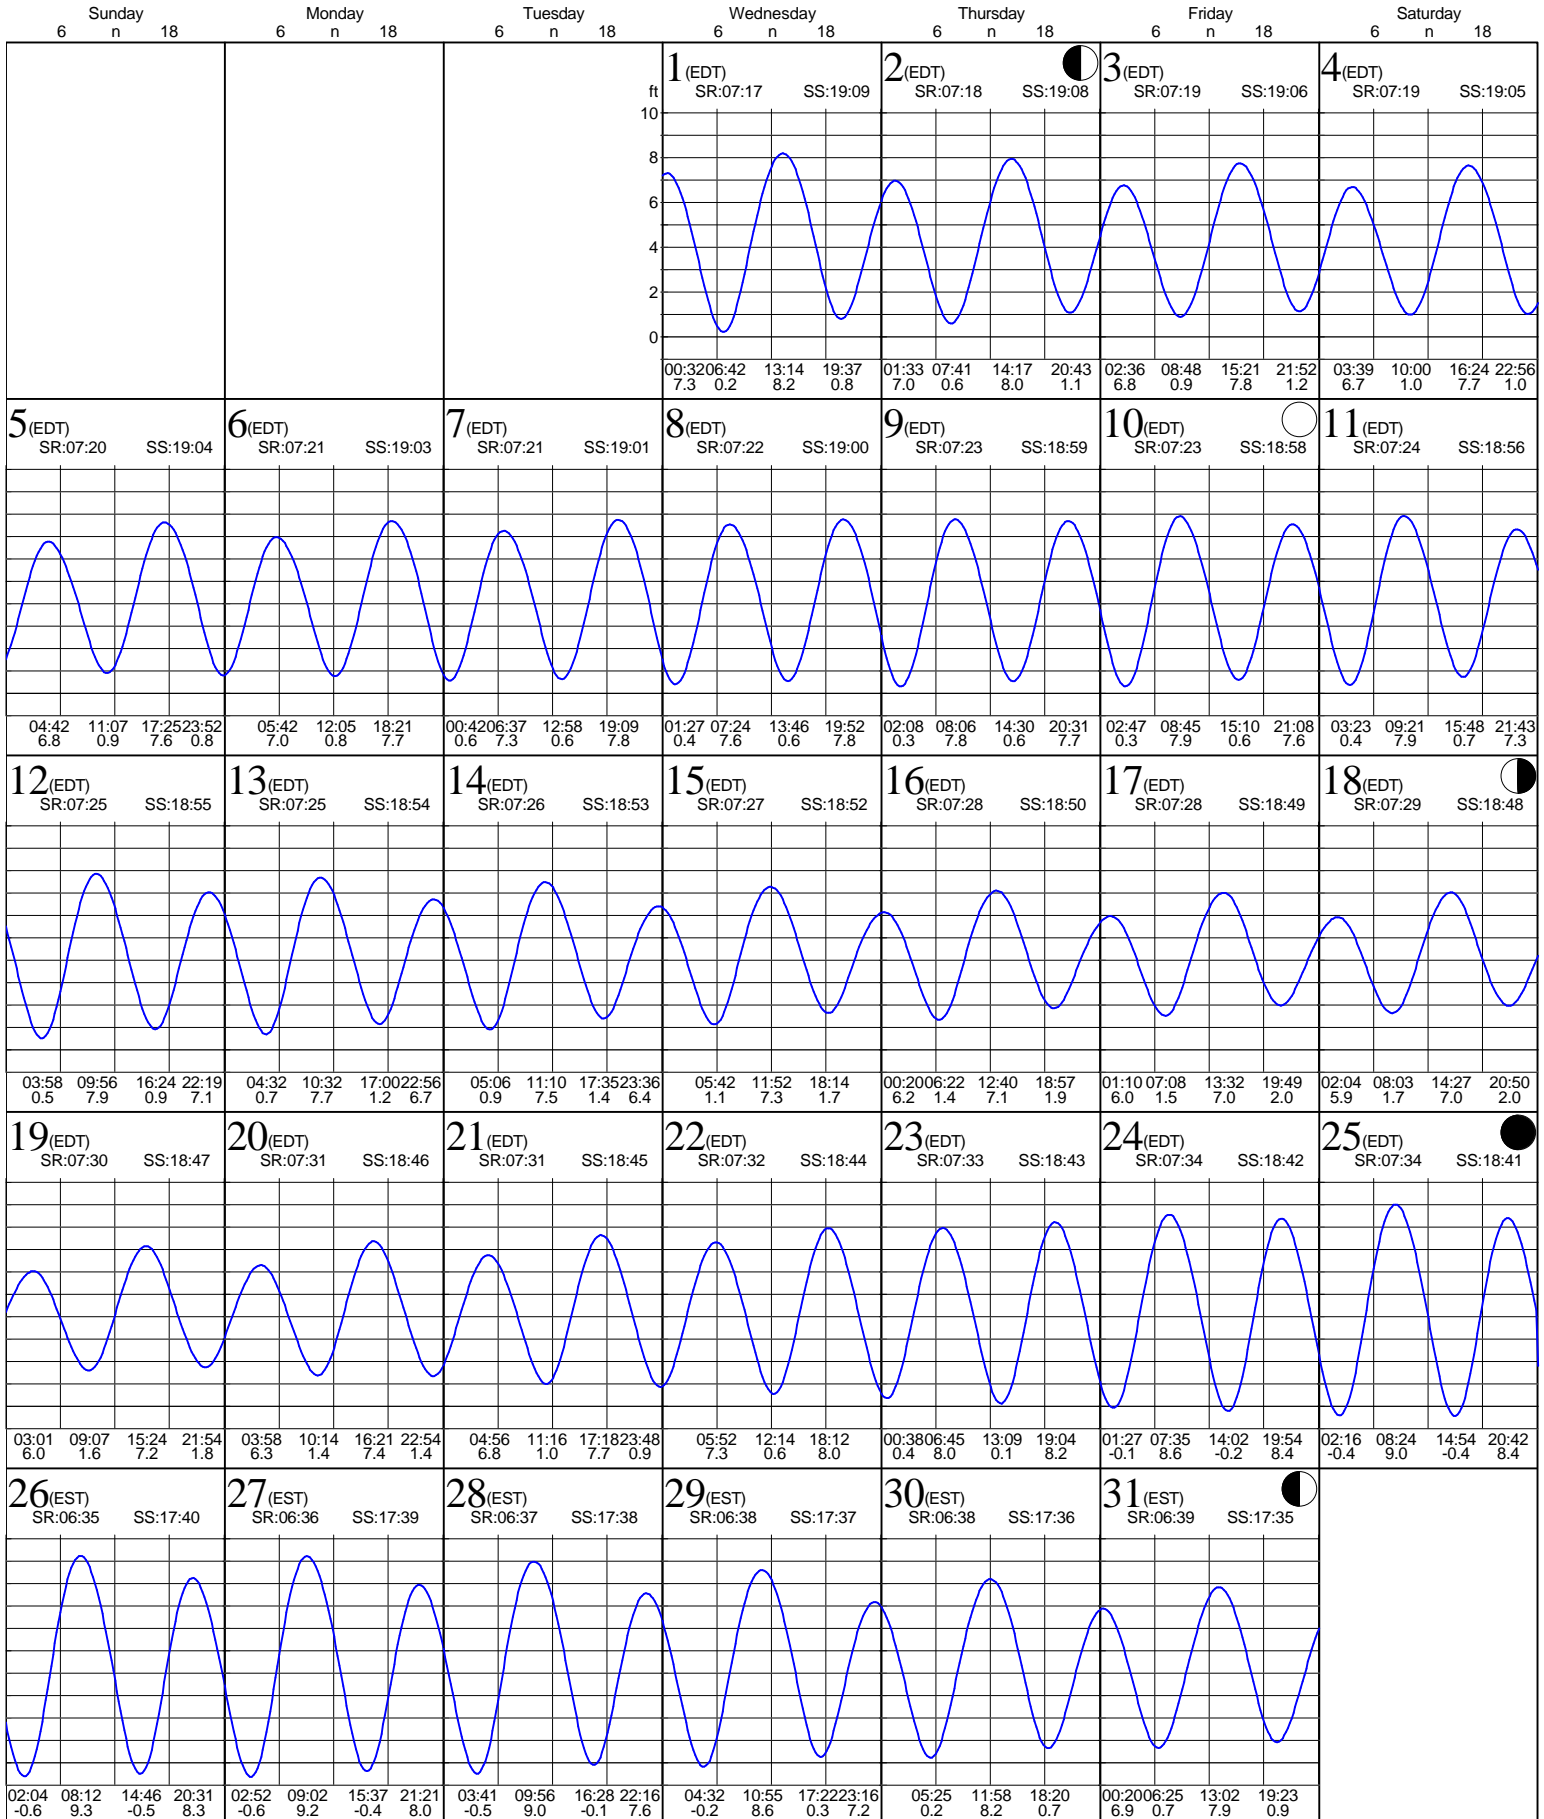 Sunday Monday Tuesday Wednesday Thursday Friday Saturday
6 n 18 6 n 18 6 n 18 6 n 18 6 n 18 6 n 18 6 n 18
1(EDT) 2(EDT) 3(EDT) 4(EDT)
ft SR:07:17 SS:19:09 SR:07:18 SS:19:08 SR:07:19 SS:19:06 SR:07:19 SS:19:05
10
8
6
4
2
0
00:32 06:42 13:14 19:37 01:33 07:41 14:17 20:43 02:36 08:48 15:21 21:52 03:39 10:00 16:24 22:56
7.3 0.2 8.2 0.8 7.0 0.6 8.0 1.1 6.8 0.9 7.8 1.2 6.7 1.0 7.7 1.0
5(EDT) 6(EDT) 7(EDT) 8(EDT) 9(EDT) 10(EDT) 11(EDT)
SR:07:20 SS:19:04 SR:07:21 SS:19:03 SR:07:21 SS:19:01 SR:07:22 SS:19:00 SR:07:23 SS:18:59 SR:07:23 SS:18:58 SR:07:24 SS:18:56
04:42 11:07 17:25 23:52 05:42 12:05 18:21 00:42 06:37 12:58 19:09 01:27 07:24 13:46 19:52 02:08 08:06 14:30 20:31 02:47 08:45 15:10 21:08 03:23 09:21 15:48 21:43
6.8 0.9 7.6 0.8 7.0 0.8 7.7 0.6 7.3 0.6 7.8 0.4 7.6 0.6 7.8 0.3 7.8 0.6 7.7 0.3 7.9 0.6 7.6 0.4 7.9 0.7 7.3
12(EDT) 13(EDT) 14(EDT) 15(EDT) 16(EDT) 17(EDT) 18(EDT)
SR:07:25 SS:18:55 SR:07:25 SS:18:54 SR:07:26 SS:18:53 SR:07:27 SS:18:52 SR:07:28 SS:18:50 SR:07:28 SS:18:49 SR:07:29 SS:18:48
03:58 09:56 16:24 22:19 04:32 10:32 17:00 22:56 05:06 11:10 17:35 23:36 05:42 11:52 18:14 00:20 06:22 12:40 18:57 01:10 07:08 13:32 19:49 02:04 08:03 14:27 20:50
0.5 7.9 0.9 7.1 0.7 7.7 1.2 6.7 0.9 7.5 1.4 6.4 1.1 7.3 1.7 6.2 1.4 7.1 1.9 6.0 1.5 7.0 2.0 5.9 1.7 7.0 2.0
19(EDT) 20(EDT) 21(EDT) 22(EDT) 23(EDT) 24(EDT) 25(EDT)
SR:07:30 SS:18:47 SR:07:31 SS:18:46 SR:07:31 SS:18:45 SR:07:32 SS:18:44 SR:07:33 SS:18:43 SR:07:34 SS:18:42 SR:07:34 SS:18:41
03:01 09:07 15:24 21:54 03:58 10:14 16:21 22:54 04:56 11:16 17:18 23:48 05:52 12:14 18:12 00:38 06:45 13:09 19:04 01:27 07:35 14:02 19:54 02:16 08:24 14:54 20:42
6.0 1.6 7.2 1.8 6.3 1.4 7.4 1.4 6.8 1.0 7.7 0.9 7.3 0.6 8.0 0.4 8.0 0.1 8.2 -0.1 8.6 -0.2 8.4 -0.4 9.0 -0.4 8.4
26(EST) 27(EST) 28(EST) 29(EST) 30(EST) 31(EST)
SR:06:35 SS:17:40 SR:06:36 SS:17:39 SR:06:37 SS:17:38 SR:06:38 SS:17:37 SR:06:38 SS:17:36 SR:06:39 SS:17:35
02:04 08:12 14:46 20:31 02:52 09:02 15:37 21:21 03:41 09:56 16:28 22:16 04:32 10:55 17:22 23:16 05:25 11:58 18:20 00:20 06:25 13:02 19:23
-0.6 9.3 -0.5 8.3 -0.6 9.2 -0.4 8.0 -0.5 9.0 -0.1 7.6 -0.2 8.6 0.3 7.2 0.2 8.2 0.7 6.9 0.7 7.9 0.9